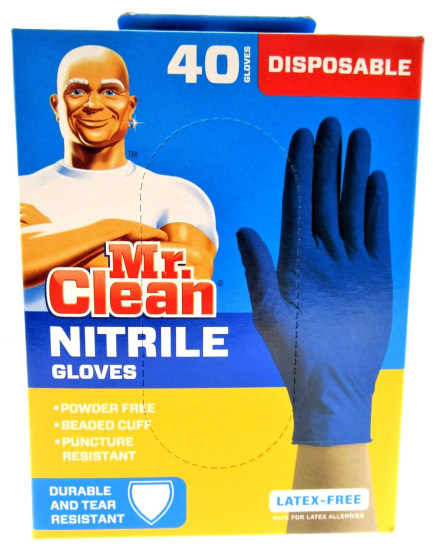 40
GLOVES
DISPOSABLE
TM
Mr.
Clean®
NITRILE
GLOVES
•POWDER FREE
•BEADED CUFF
•PUNCTURE
RESISTANT
DURABLE
AND TEAR
RESISTANT
LATEX-FREE
SAFE FOR LATEX ALLERGIES